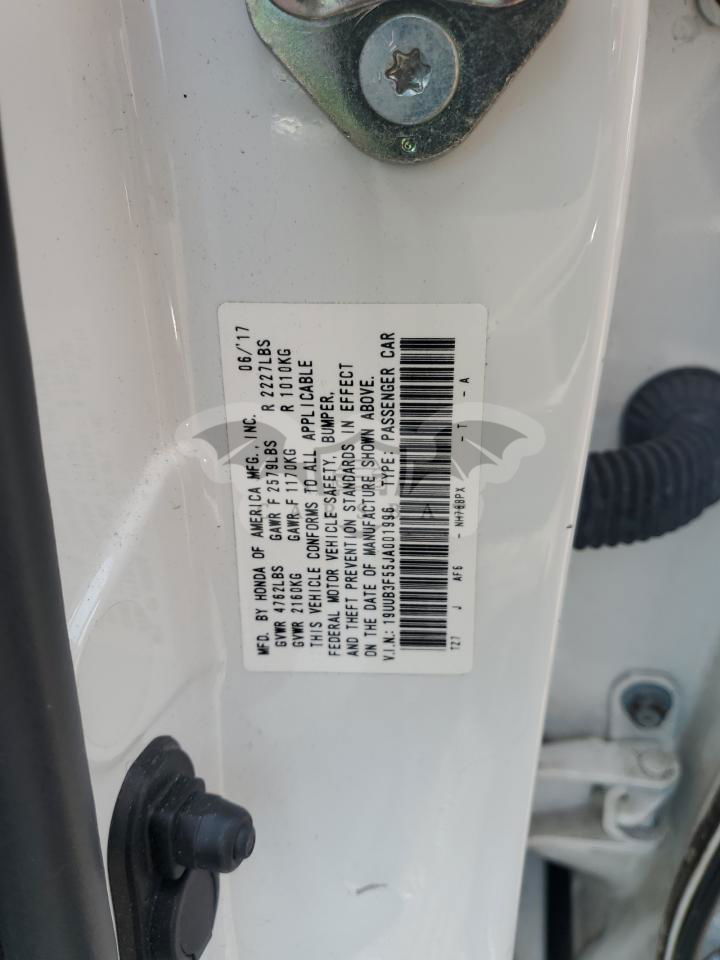 MFD. BY HONDA OF AMERICA MFG., INC. 06/'17
GVWR 4762LBS GAWR F 2579LBS R 2227LBS
GVWR 2160KG GAWR F 1170KG R 1010KG
THIS VEHICLE CONFORMS TO ALL APPLICABLE
FEDERAL MOTOR VEHICLE SAFETY, BUMPER,
AND THEFT PREVENTION STANDARDS IN EFFECT
ON THE DATE OF MANUFACTURE SHOWN ABOVE.
V.I.N.: 19UUB3F55JA001996 TYPE: PASSENGER CAR
TZ7 J AF6 - NH788PX - T - A